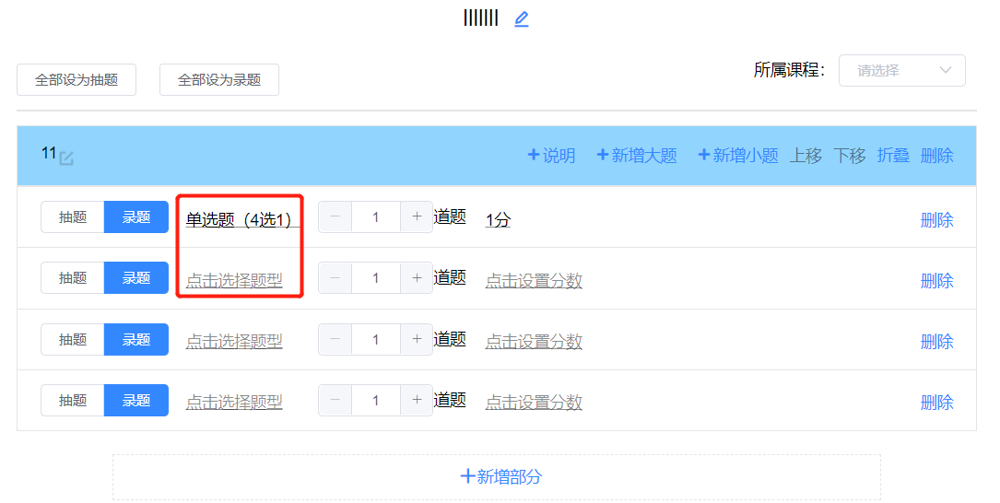 lllllll
全部设为抽题 全部设为录题 所属课程： 请选择
11 +说明 +新增大题 +新增小题 上移 下移 折叠 删除
抽题 录题 单选题（4选1） － 1 + 道题 1分 删除
抽题 录题 点击选择题型 － 1 + 道题 点击设置分数 删除
抽题 录题 点击选择题型 － 1 + 道题 点击设置分数 删除
抽题 录题 点击选择题型 － 1 + 道题 点击设置分数 删除
+新增部分